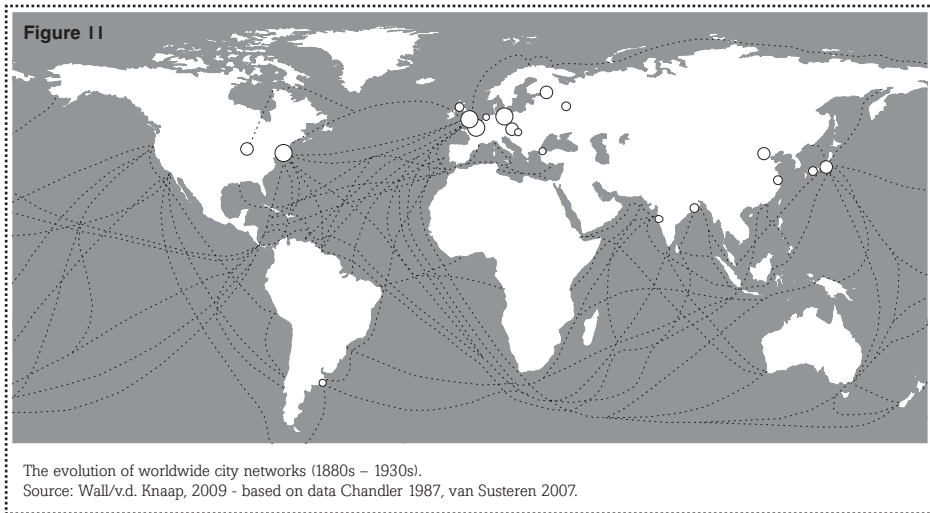 Figure 11
The evolution of worldwide city networks (1880s – 1930s).
Source: Wall/v.d. Knaap, 2009 - based on data Chandler 1987, van Susteren 2007.